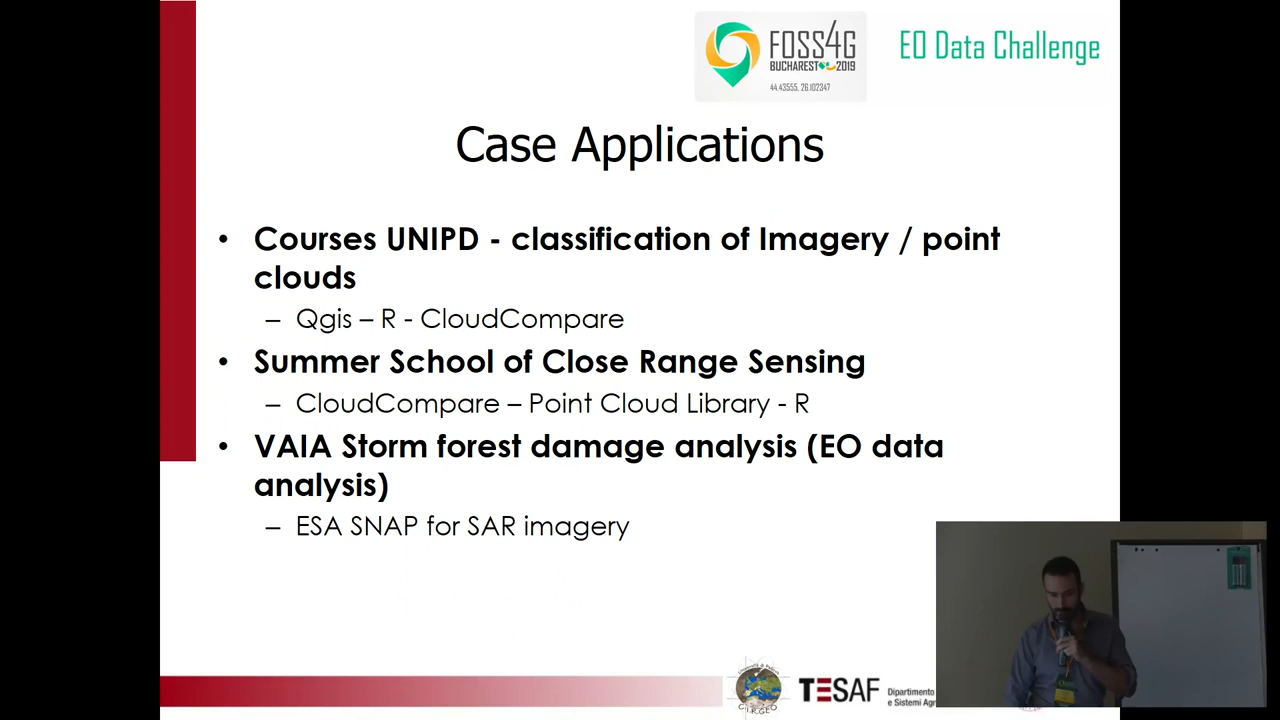 FOSS4G
BUCHAREST 2019
44.43555, 26.102347
EO Data Challenge
Case Applications
• Courses UNIPD - classification of Imagery / point
clouds
– Qgis – R - CloudCompare
• Summer School of Close Range Sensing
– CloudCompare – Point Cloud Library - R
• VAIA Storm forest damage analysis (EO data
analysis)
– ESA SNAP for SAR imagery
TESAF
Dipartimento
e Sistemi Agr